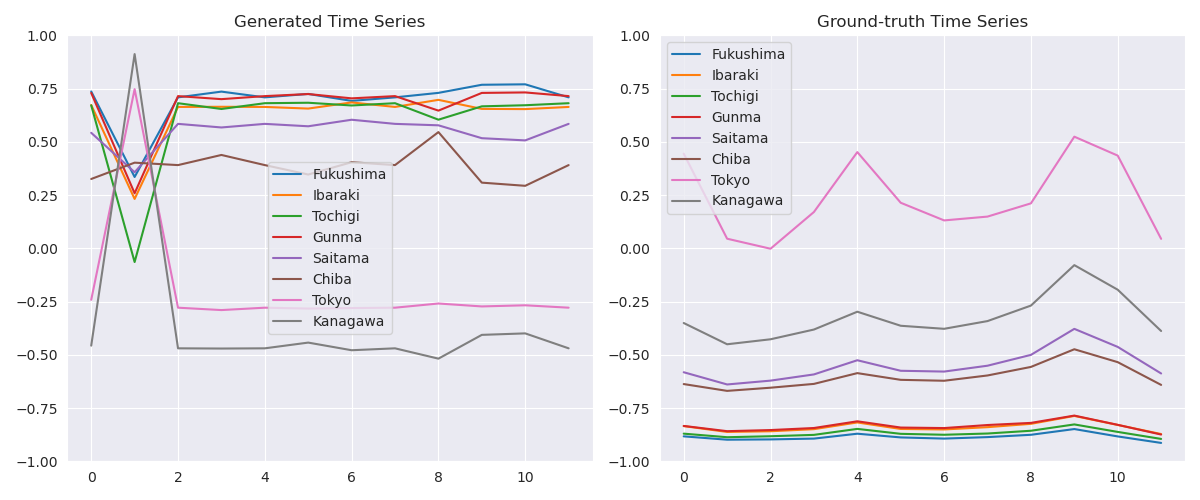 Generated Time Series
1.00
0.75
0.50
0.25
0.00
−0.25
−0.50
−0.75
−1.00
0 2 4 6 8 10
Fukushima
Ibaraki
Tochigi
Gunma
Saitama
Chiba
Tokyo
Kanagawa
Ground-truth Time Series
1.00
0.75
0.50
0.25
0.00
−0.25
−0.50
−0.75
−1.00
0 2 4 6 8 10
Fukushima
Ibaraki
Tochigi
Gunma
Saitama
Chiba
Tokyo
Kanagawa